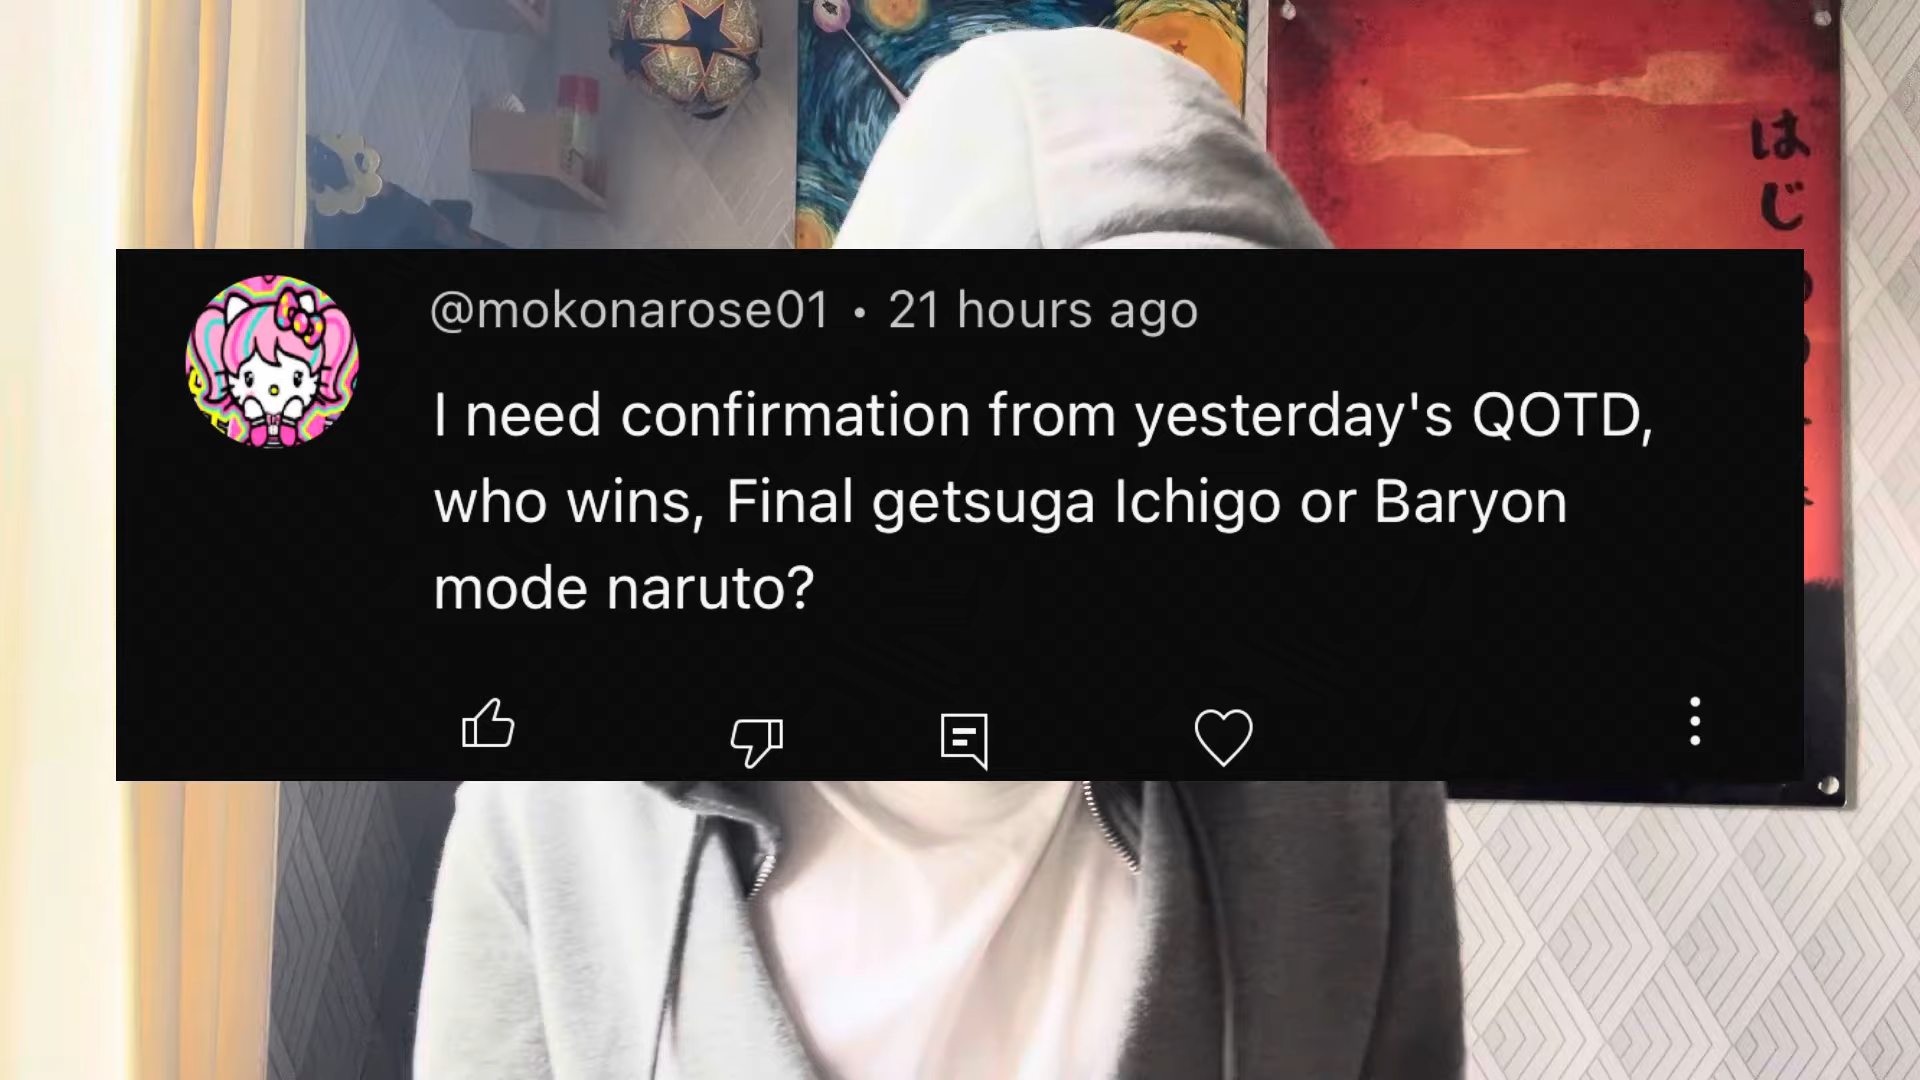 @mokonarose01 • 21 hours ago
I need confirmation from yesterday's QOTD,
who wins, Final getsuga Ichigo or Baryon
mode naruto?
は
じ